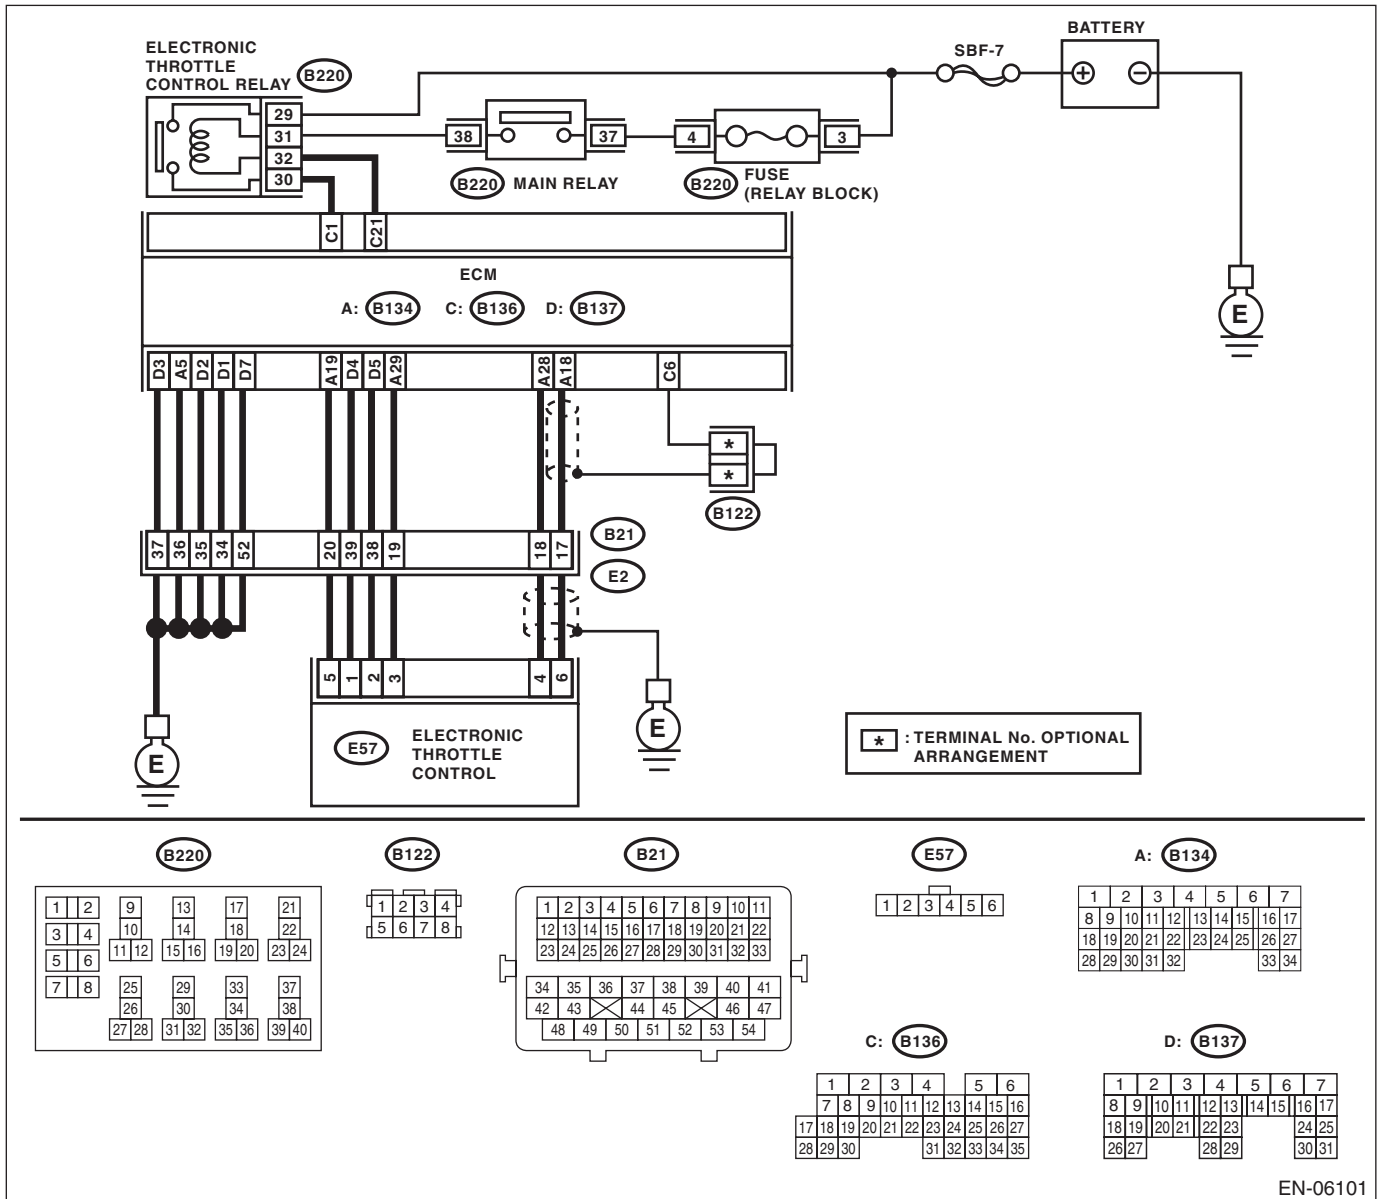 BATTERY
ELECTRONIC
THROTTLE
CONTROL RELAY
B220
SBF-7
+
−
29
31
32
30
38
37
4
3
B220
MAIN RELAY
B220
FUSE
(RELAY BLOCK)
C1
C21
ECM
A: B134
C: B136
D: B137
E
D3
A5
D2
D1
D7
A19
D4
D5
A29
A28
A18
C6
*
*
B122
37
36
35
34
52
20
39
38
19
18
17
B21
E2
5
1
2
3
4
6
E
E
E57
ELECTRONIC
THROTTLE
CONTROL
* : TERMINAL No. OPTIONAL
ARRANGEMENT
B220
1 2
3 4
5 6
7 8
9
10
11 12
13
14
15 16
17
18
19 20
21
22
23 24
25
26
27 28
29
30
31 32
33
34
35 36
37
38
39 40
B122
1 2 3 4
5 6 7 8
B21
1 2 3 4 5 6 7 8 9 10 11
12 13 14 15 16 17 18 19 20 21 22
23 24 25 26 27 28 29 30 31 32 33
34 35 36 37 38 39 40 41
42 43 44 45 46 47
48 49 50 51 52 53 54
E57
1 2 3 4 5 6
A: B134
1 2 3 4 5 6 7
8 9 10 11 12 13 14 15 16 17
18 19 20 21 22 23 24 25 26 27
28 29 30 31 32 33 34
C: B136
1 2 3 4 5 6
7 8 9 10 11 12 13 14 15 16
17 18 19 20 21 22 23 24 25 26 27
28 29 30 31 32 33 34 35
D: B137
1 2 3 4 5 6 7
8 9 10 11 12 13 14 15 16 17
18 19 20 21 22 23 24 25
26 27 28 29 30 31
EN-06101